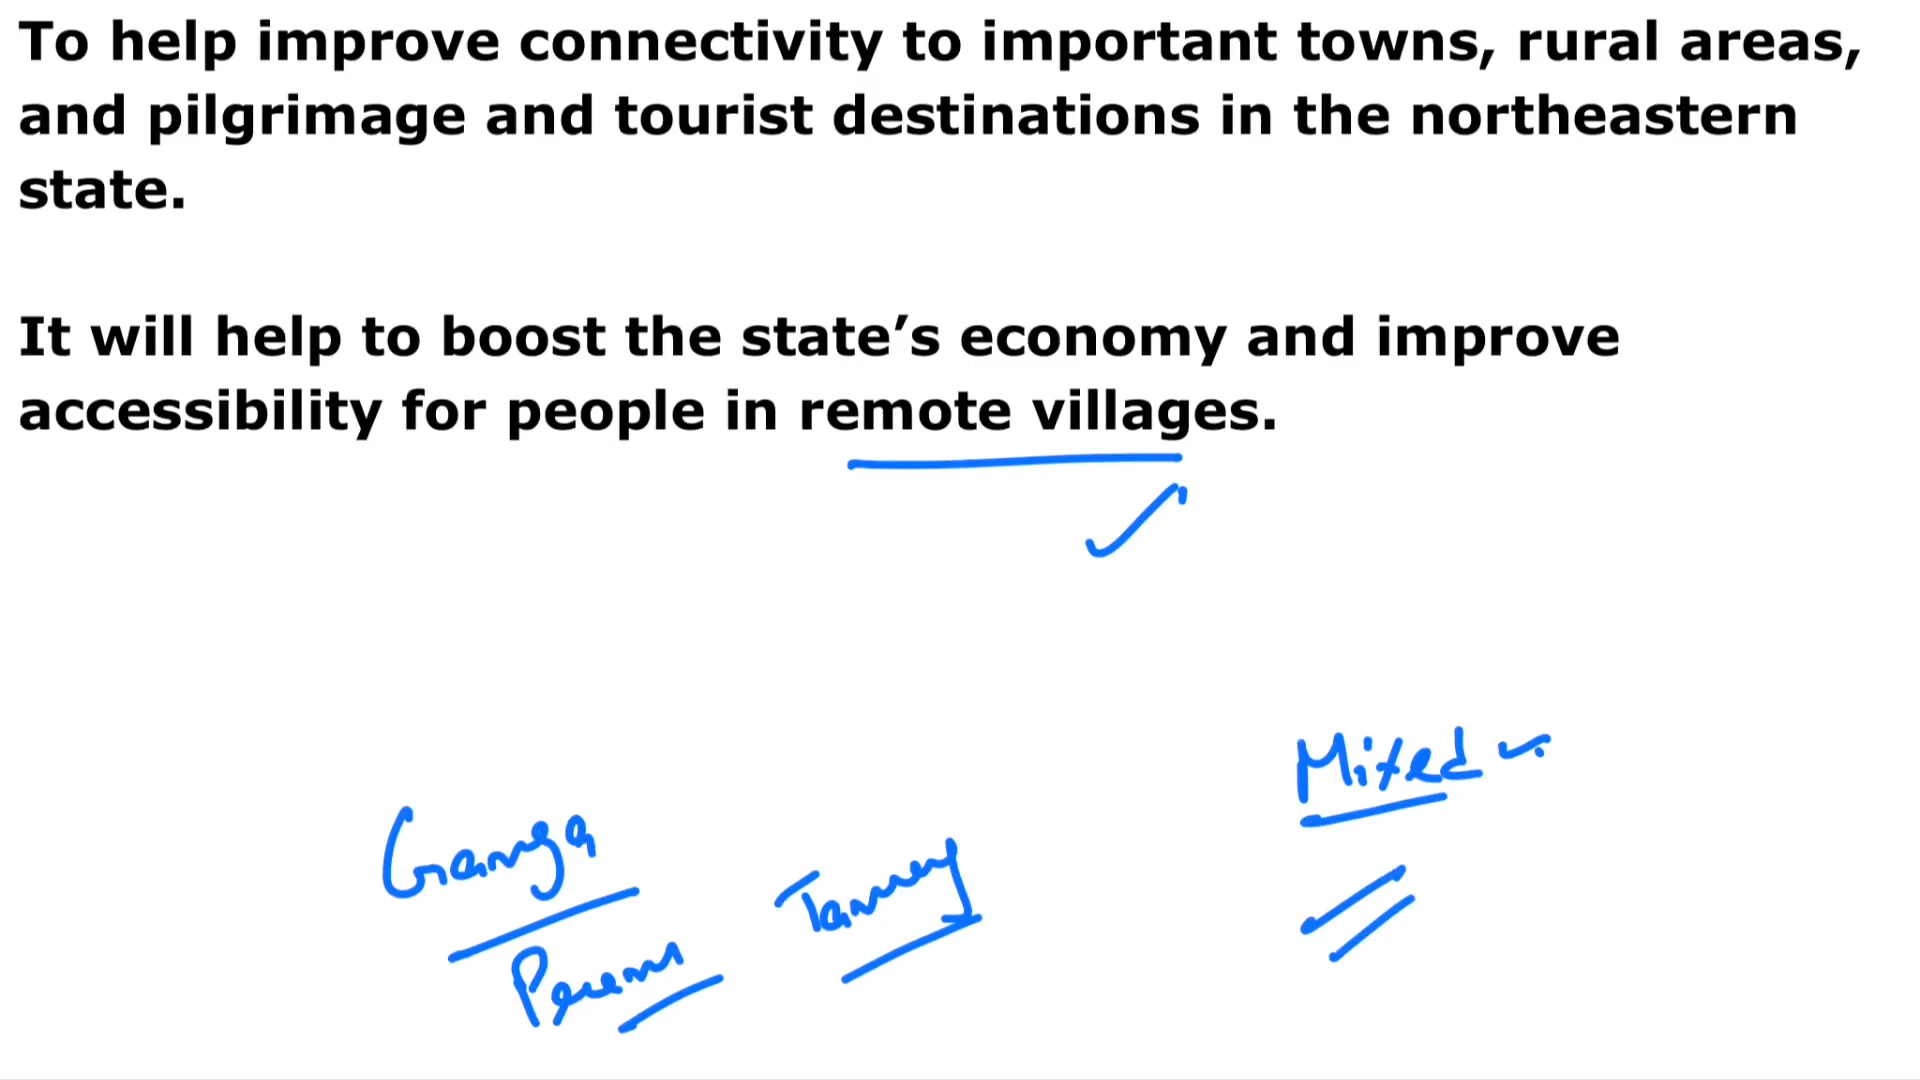 To help improve connectivity to important towns, rural areas,
and pilgrimage and tourist destinations in the northeastern
state.
It will help to boost the state’s economy and improve
accessibility for people in remote villages.
Mixed
Ganga